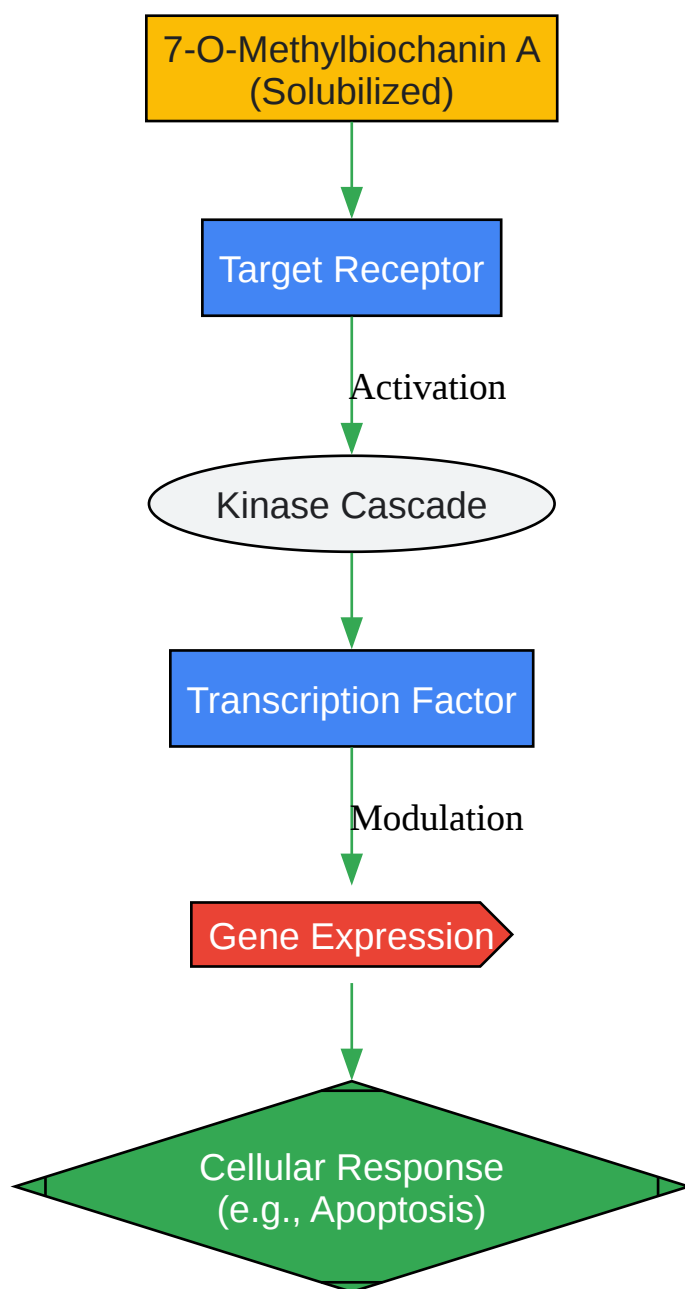 7-O-Methylbiochanin A
(Solubilized)
Target Receptor
Activation
Kinase Cascade
Transcription Factor
Modulation
Gene Expression
Cellular Response
(e.g., Apoptosis)